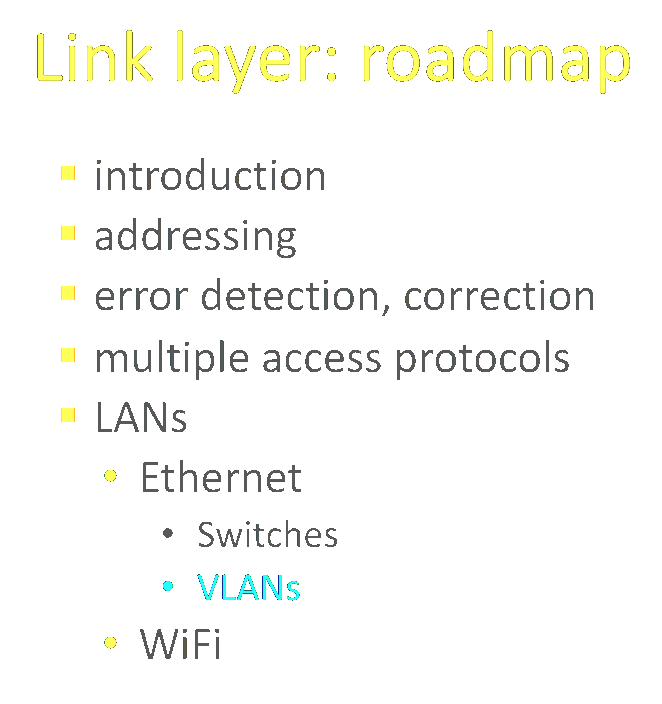 Link layer: roadmap
introduction
addressing
error detection, correction
multiple access protocols
LANs
Ethernet
Switches
VLANs
WiFi